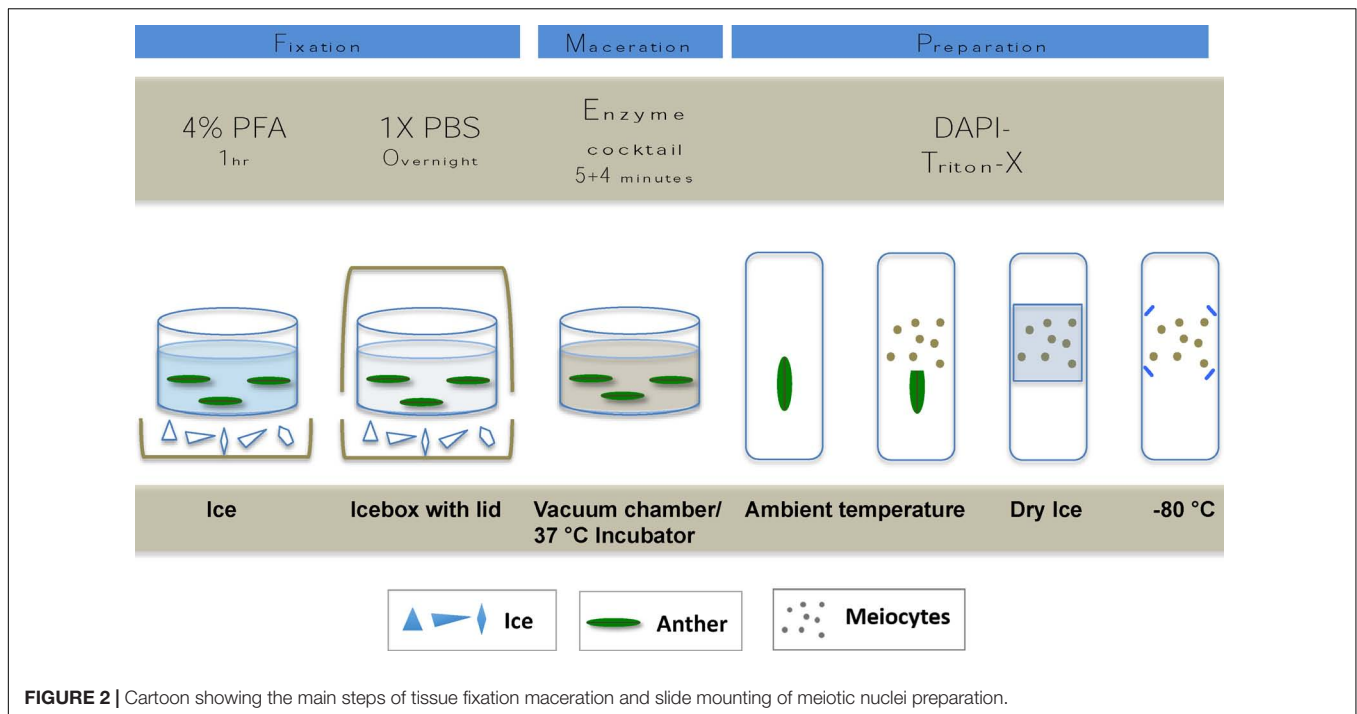 Fixation
Maceration
Preparation
4% PFA
1hr
1X PBS
Overnight
Enzyme
cocktail
5+4 minutes
DAPI-
Triton-X
Ice
Icebox with lid
Vacuum chamber/
37 °C Incubator
Ambient temperature
Dry Ice
-80 °C
Ice
Anther
Meiocytes
FIGURE 2 | Cartoon showing the main steps of tissue fixation maceration and slide mounting of meiotic nuclei preparation.